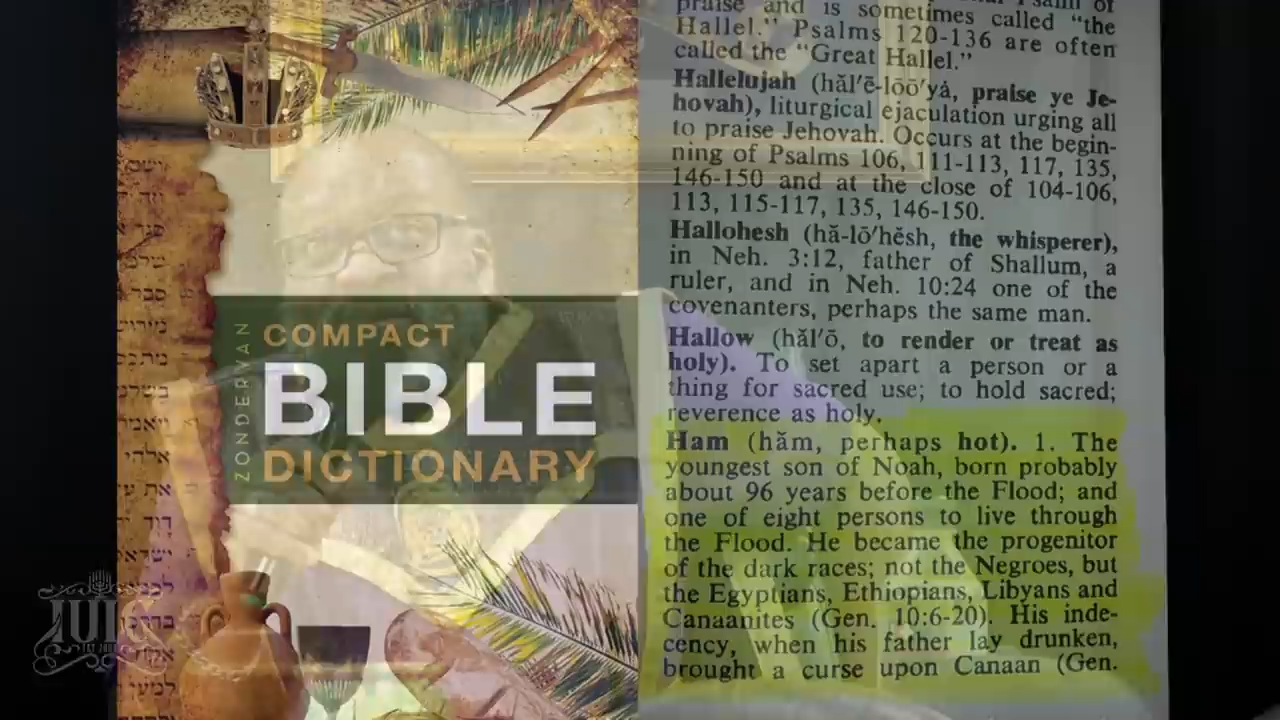 ZONDERVAN
COMPACT
BIBLE
DICTIONARY
praise and is sometimes called “the
Hallel.” Psalms 120-136 are often
called the “Great Hallel.”
Hallelujah (hăl′ē-lōō′yȧ, praise ye Je-
hovah), liturgical ejaculation urging all
to praise Jehovah. Occurs at the begin-
ning of Psalms 106, 111-113, 117, 135,
146-150 and at the close of 104-106,
113, 115-117, 135, 146-150.
Hallohesh (hă-lō′hĕsh, the whisperer),
in Neh. 3:12, father of Shallum, a
ruler, and in Neh. 10:24 one of the
covenanters, perhaps the same man.
Hallow (hăl′ō, to render or treat as
holy). To set apart a person or a
thing for sacred use; to hold sacred;
reverence as holy.
Ham (hăm, perhaps hot). 1. The
youngest son of Noah, born probably
about 96 years before the Flood; and
one of eight persons to live through
the Flood. He became the progenitor
of the dark races; not the Negroes, but
the Egyptians, Ethiopians, Libyans and
Canaanites (Gen. 10:6-20). His inde-
cency, when his father lay drunken,
brought a curse upon Canaan (Gen.
IUIC